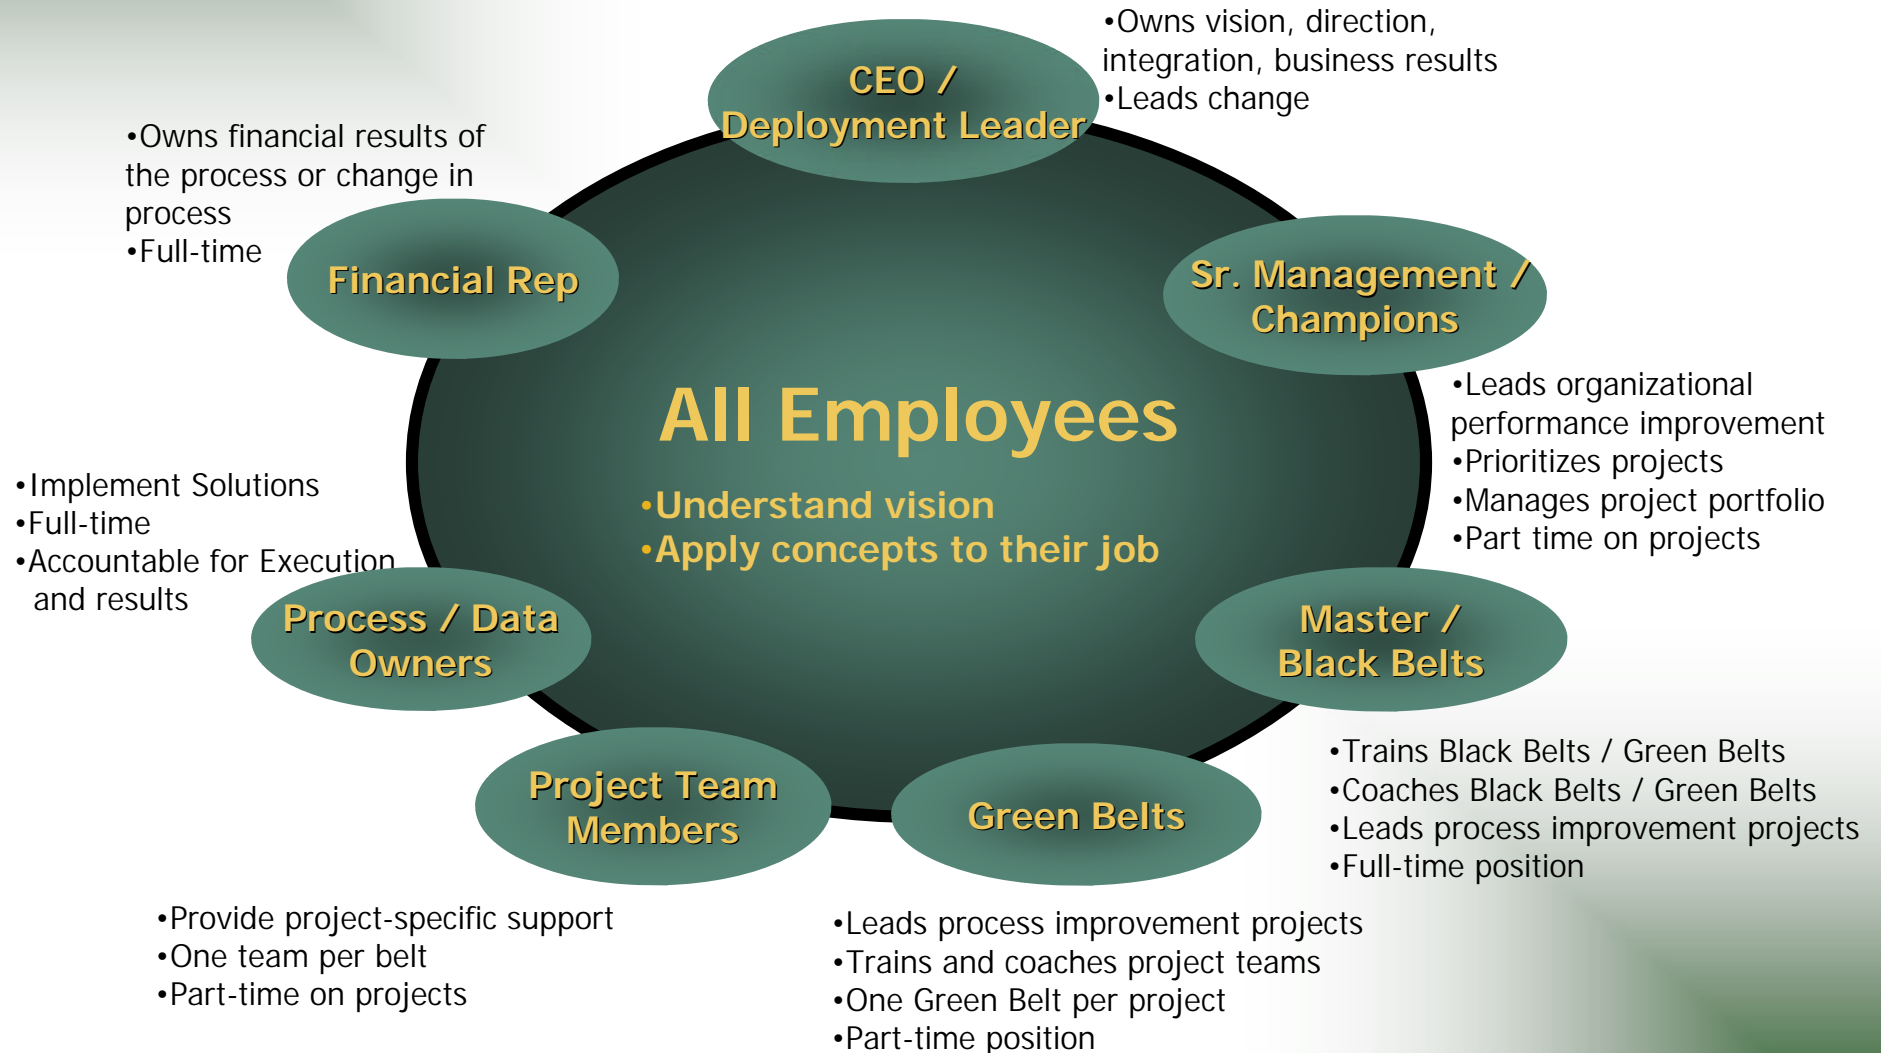 CEO /
Deployment Leader
•Owns vision, direction,
integration, business results
•Leads change
•Owns financial results of
the process or change in
process
•Full-time
Financial Rep
Sr. Management /
Champions
•Leads organizational
performance improvement
•Prioritizes projects
•Manages project portfolio
•Part time on projects
All Employees
•Understand vision
•Apply concepts to their job
•Implement Solutions
•Full-time
•Accountable for Execution
and results
Process / Data
Owners
Master /
Black Belts
•Trains Black Belts / Green Belts
•Coaches Black Belts / Green Belts
•Leads process improvement projects
•Full-time position
Project Team
Members
•Provide project-specific support
•One team per belt
•Part-time on projects
Green Belts
•Leads process improvement projects
•Trains and coaches project teams
•One Green Belt per project
•Part-time position